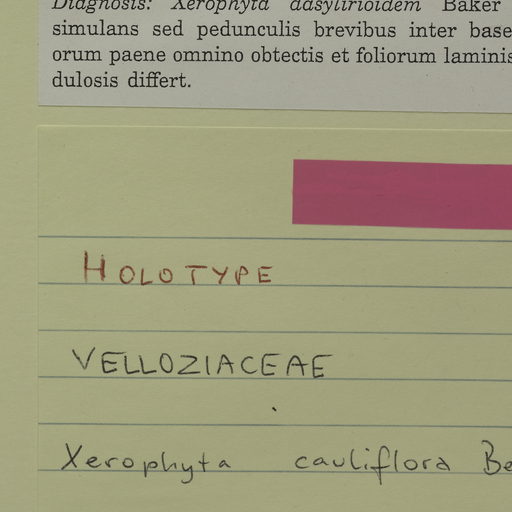 Diagnosis: Xerophyta dasylirioidem Baker
simulans sed pedunculis brevibus inter base
orum paene omnino obtectis et foliorum laminis
dulosis differt.
HOLOTYPE
VELLOZIACEAE
Xerophyta cauliflora Be